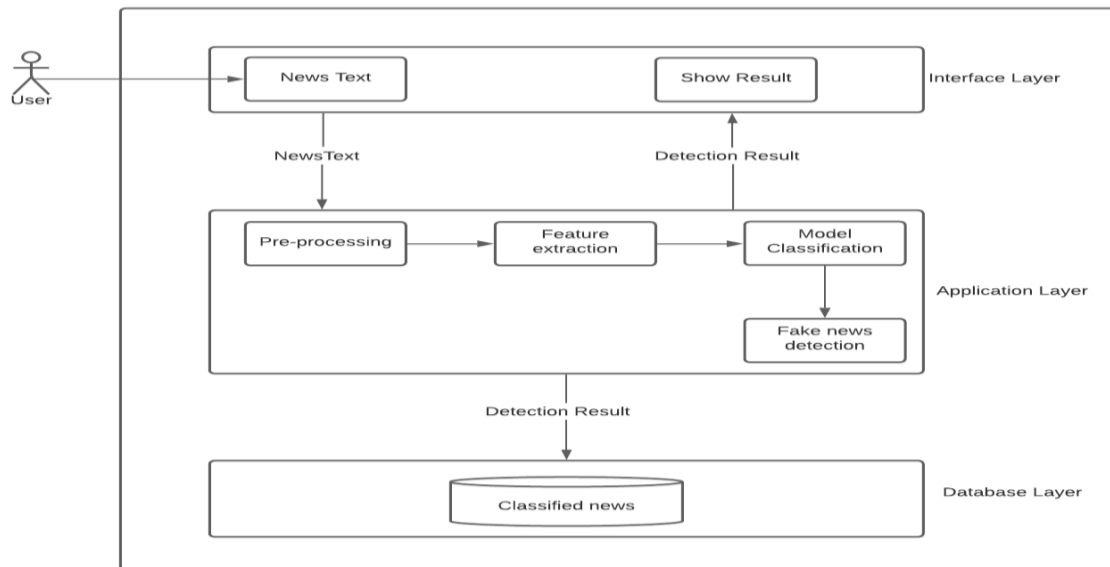 User
News Text
Show Result
Interface Layer
NewsText
Detection Result
Pre-processing
Feature
extraction
Model
Classification
Application Layer
Fake news
detection
Detection Result
Classified news
Database Layer